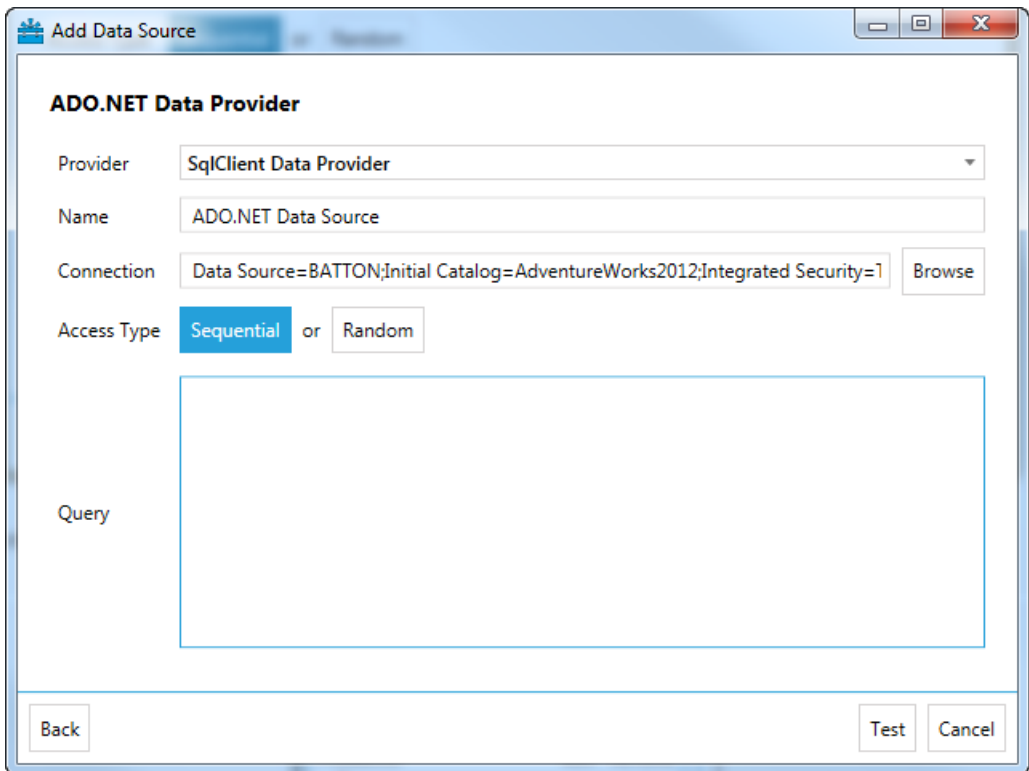 Add Data Source
ADO.NET Data Provider
Provider SqlClient Data Provider
Name ADO.NET Data Source
Connection Data Source=BATTON;Initial Catalog=AdventureWorks2012;Integrated Security=T Browse
Access Type Sequential or Random
Query
Back Test Cancel